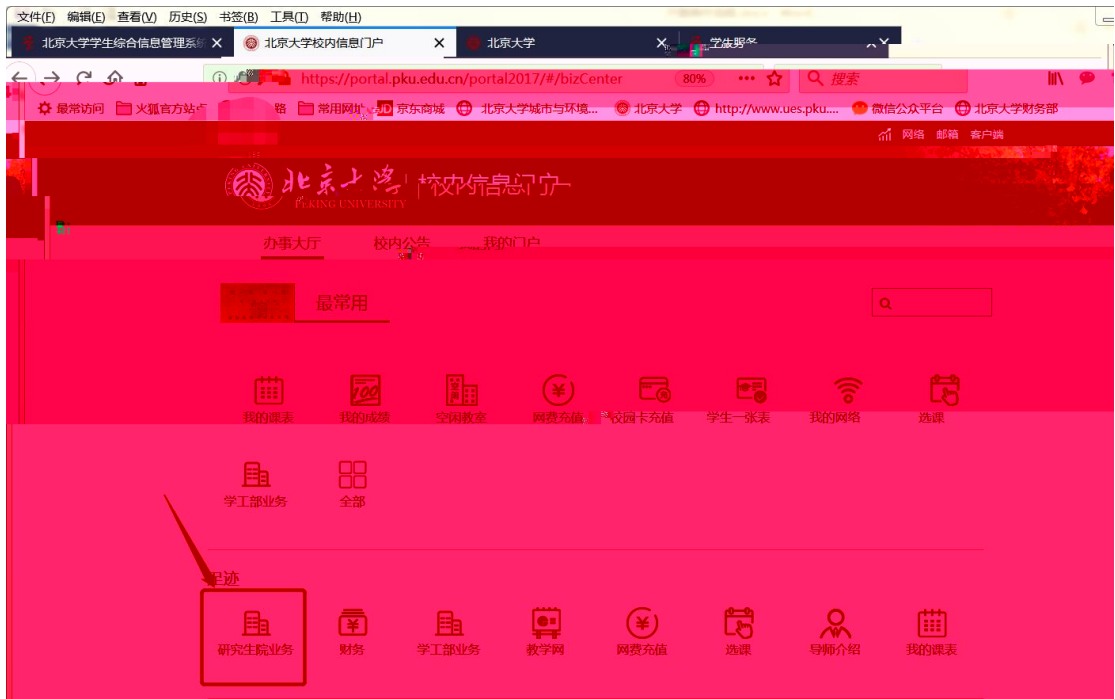 文件(F) 编辑(E) 查看(V) 历史(S) 书签(B) 工具(T) 帮助(H)
北京大学学生综合信息管理系统 北京大学校内信息门户 北京大学
https://portal.pku.edu.cn/portal2017/#/bizCenter 80% 搜索
最常访问 火狐官方站点 常用网址 JD 京东商城 北京大学城市与环境... 北京大学 http://www.ues.pku.... 微信公众平台 北京大学财务部
网络 邮箱 客户端
北京大学 校内信息门户
PEKING UNIVERSITY
办事大厅 校内公告 我的门户
最常用
我的课表 我的成绩 空闲教室 网费充值 校园卡充值 学生一张表 我的网络 选课
学工部业务 全部
足迹
研究生院业务 财务 学工部业务 教学网 网费充值 选课 导师介绍 我的课表